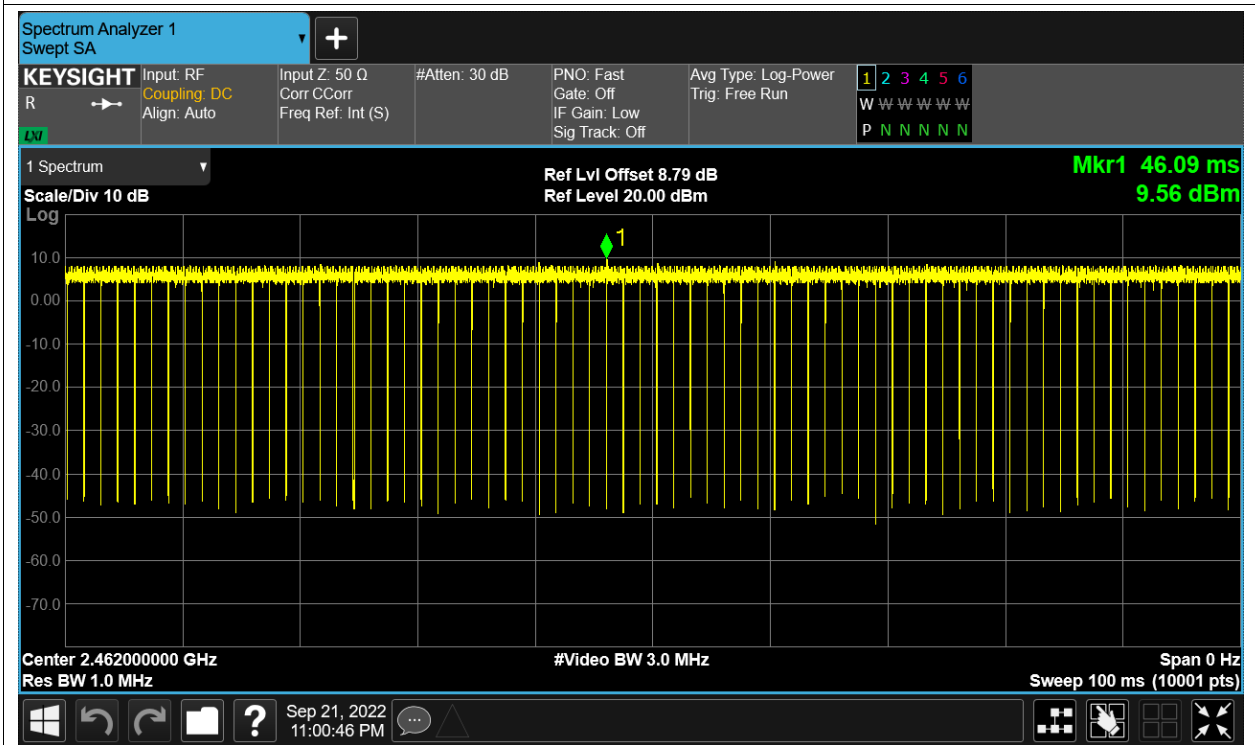 Spectrum Analyzer 1
Swept SA
KEYSIGHT
R
LXI
Input: RF
Coupling: DC
Align: Auto
Input Z: 50 Ω
Corr CCorr
Freq Ref: Int (S)
#Atten: 30 dB
PNO: Fast
Gate: Off
IF Gain: Low
Sig Track: Off
Avg Type: Log-Power
Trig: Free Run
1 2 3 4 5 6
W W W W W W
P N N N N N
1 Spectrum
Scale/Div 10 dB
Ref Lvl Offset 8.79 dB
Ref Level 20.00 dBm
Mkr1 46.09 ms
9.56 dBm
Log
1
10.0
0.00
-10.0
-20.0
-30.0
-40.0
-50.0
-60.0
-70.0
Center 2.462000000 GHz
Res BW 1.0 MHz
#Video BW 3.0 MHz
Span 0 Hz
Sweep 100 ms (10001 pts)
?
Sep 21, 2022
11:00:46 PM